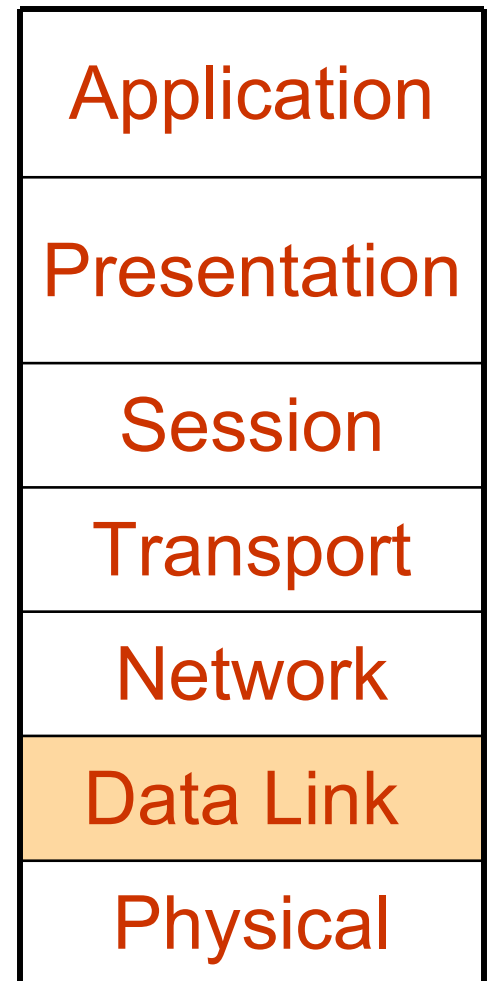 Application
Presentation
Session
Transport
Network
Data Link
Physical